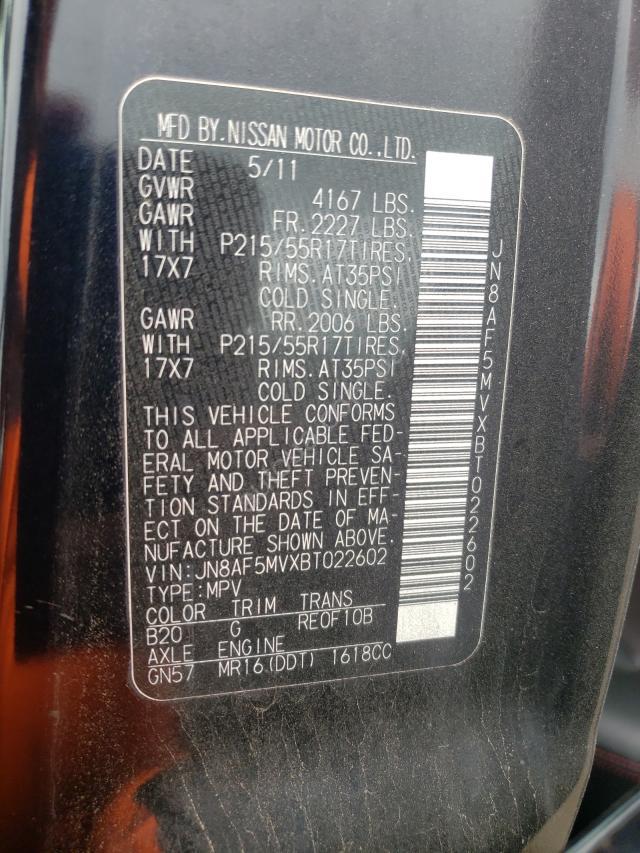 MFD BY.NISSAN MOTOR CO.,LTD.
DATE 5/11
GVWR 4167 LBS.
GAWR FR.2227 LBS.
WITH P215/55R17TIRES,
17X7 RIMS.AT35PSI
COLD SINGLE.
GAWR RR.2006 LBS.
WITH P215/55R17TIRES,
17X7 RIMS.AT35PSI
COLD SINGLE.
THIS VEHICLE CONFORMS
TO ALL APPLICABLE FED-
ERAL MOTOR VEHICLE SA-
FETY AND THEFT PREVEN-
TION STANDARDS IN EFF-
ECT ON THE DATE OF MA-
NUFACTURE SHOWN ABOVE.
VIN:JN8AF5MVXBT022602
TYPE:MPV
COLOR TRIM TRANS
B20 G RE0F10B
AXLE ENGINE
GN57 MR16.(DDT) 1618CC
JN8AF5MVXBT022602